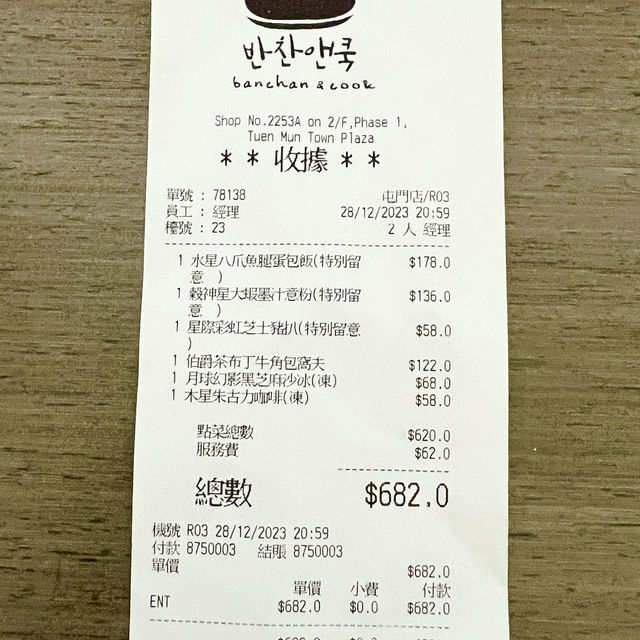 반찬앤쿡
banchan & cook
Shop No.2253A on 2/F,Phase 1,
Tuen Mun Town Plaza
＊＊ 收據 ＊＊
單號 : 78138 屯門店/R03
員工 : 經理 28/12/2023 20:59
檯號 : 23 2 人 經理
1 水星八爪魚腿蛋包飯(特別留
意 ) $178.0
1 穀神星大蝦墨汁意粉(特別留
意 ) $136.0
1 星際彩虹芝士豬扒(特別留意
) $58.0
1 伯爵茶布丁牛角包窩夫 $122.0
1 月球幻影黑芝麻沙冰(凍) $68.0
1 木星朱古力咖啡(凍) $58.0
點菜總數 $620.0
服務費 $62.0
總數 $682.0
機號 R03 28/12/2023 20:59
付款 8750003 結賬 8750003
單價 $682.0
單價 小費 付款
ENT $682.0 $0.0 $682.0